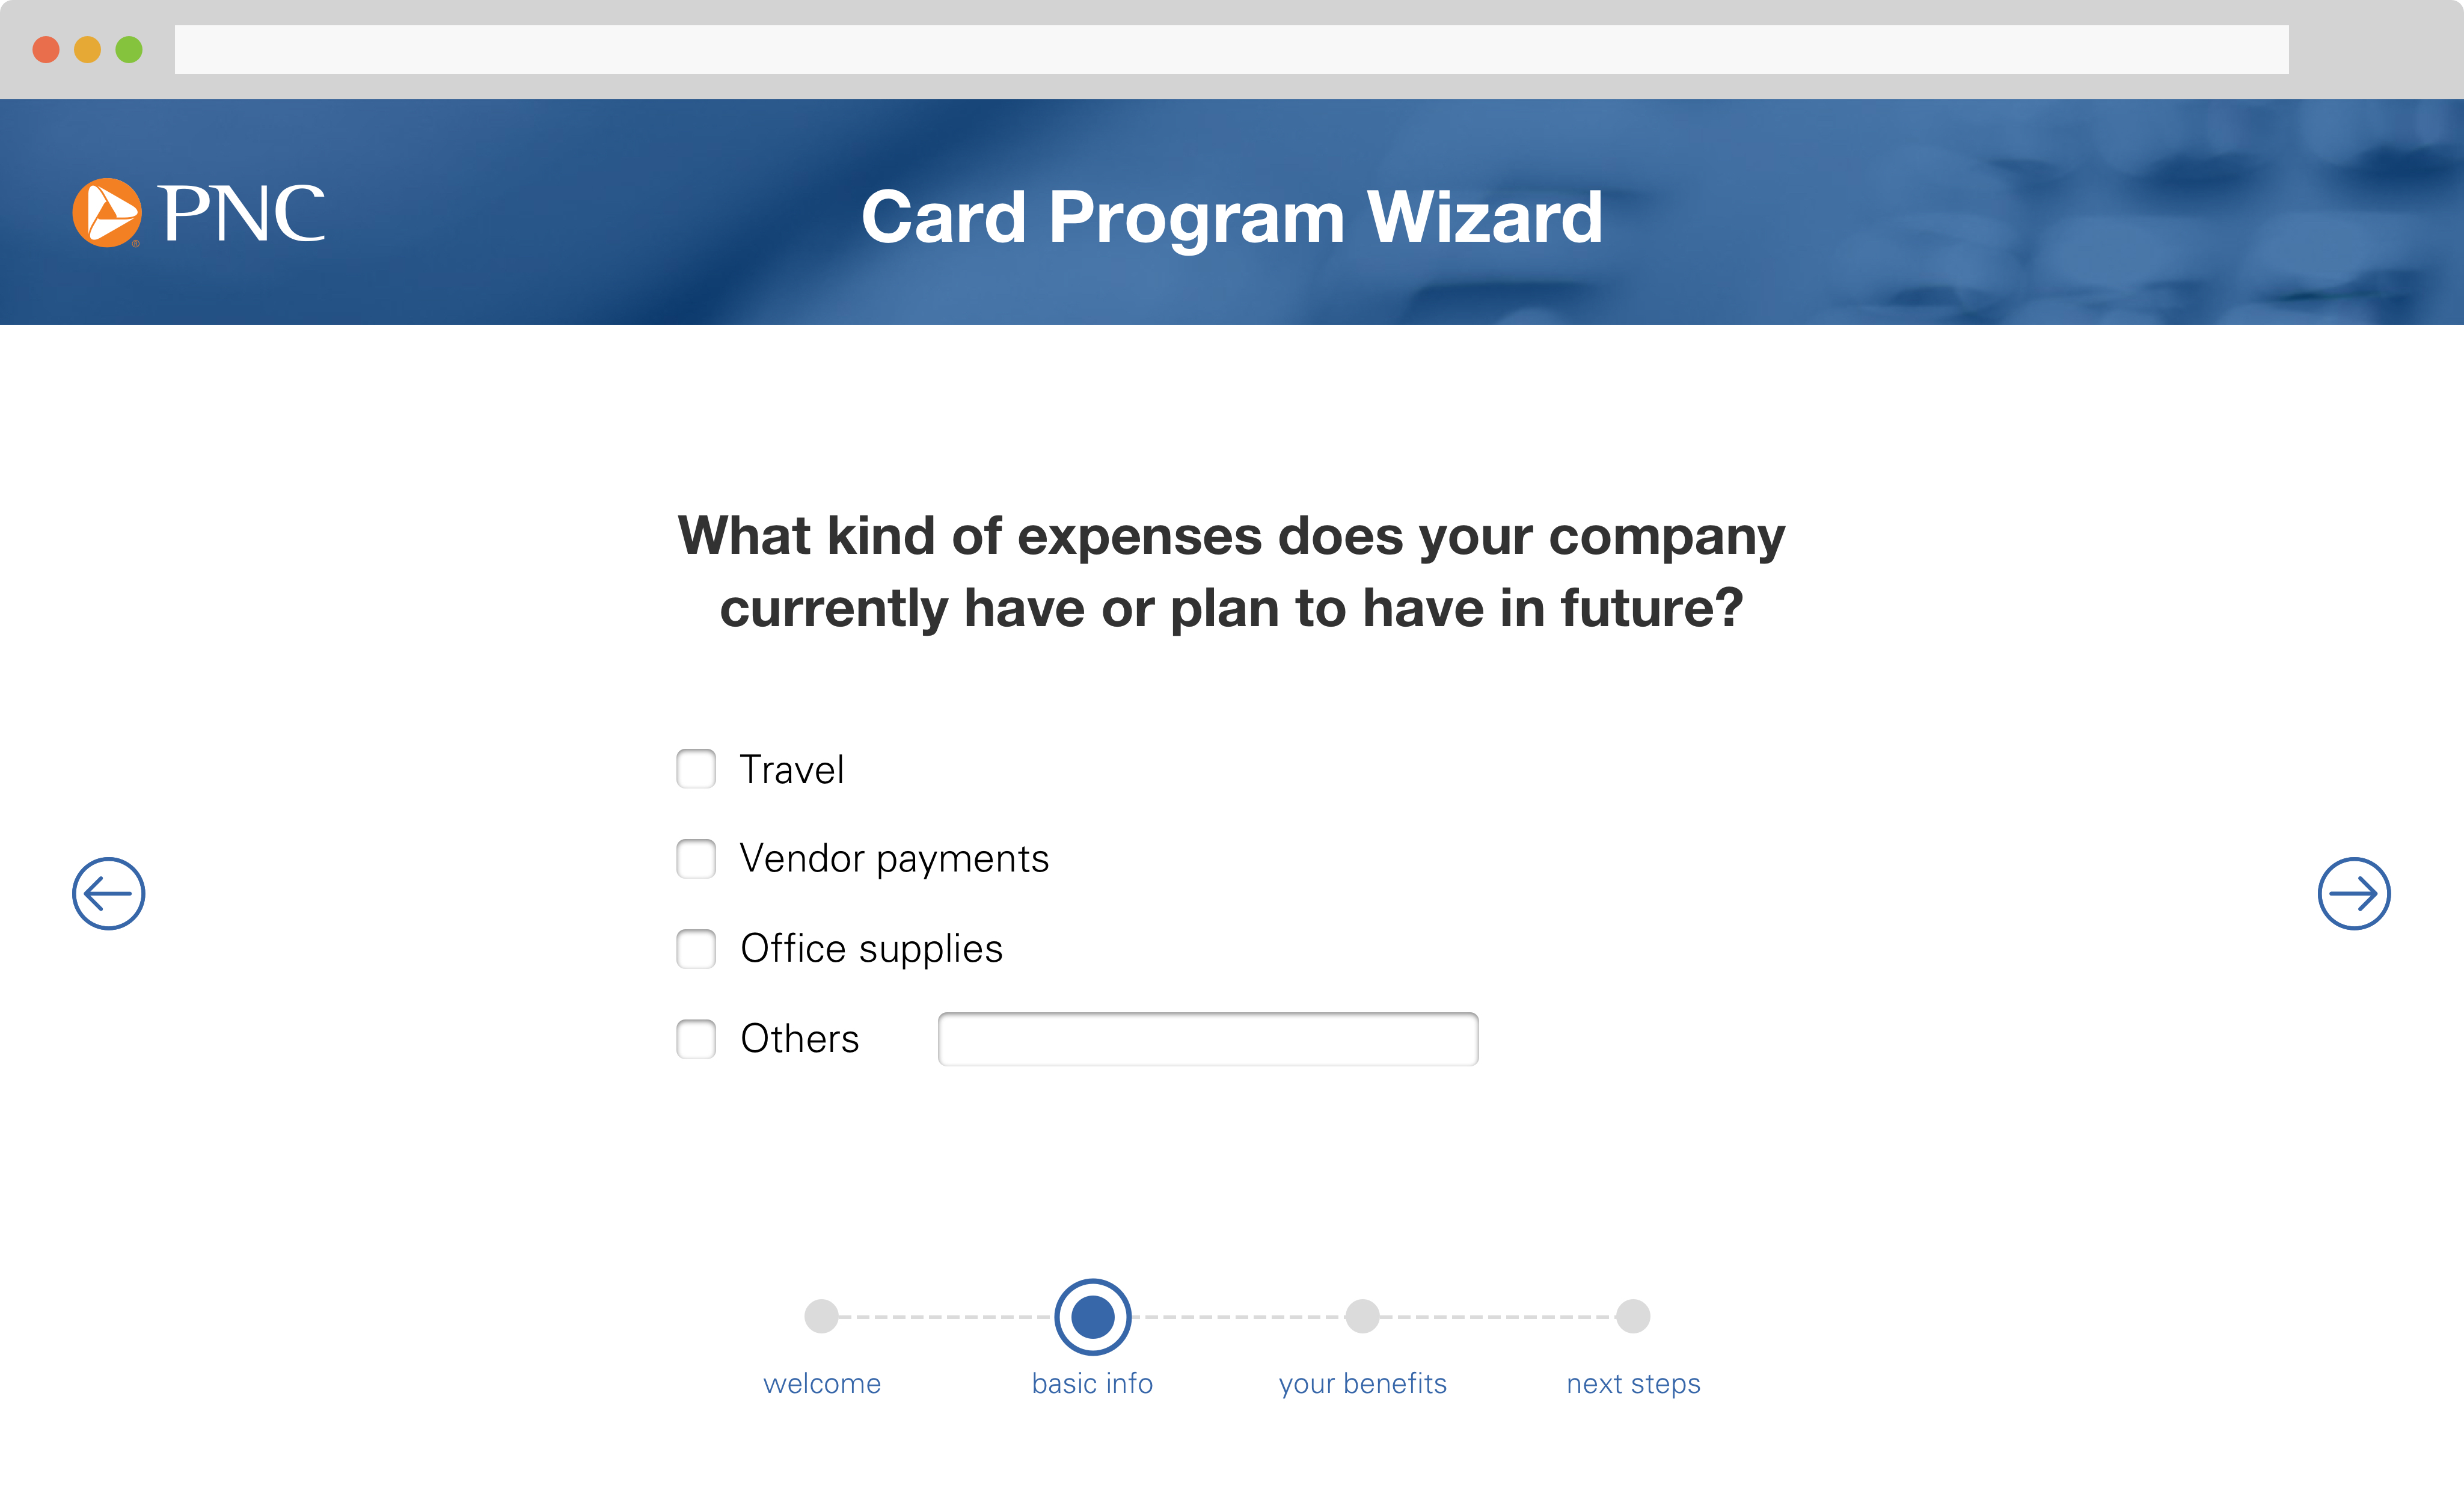 PNC
®
Card Program Wizard
What kind of expenses does your company
currently have or plan to have in future?
Travel
Vendor payments
Office supplies
Others
welcome
basic info
your benefits
next steps